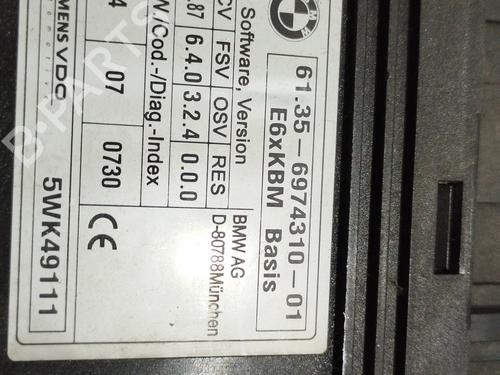 61.35-6974310-01
E6xKBM Basis
Software, Version
CV FSV OSV RES
.87 6.4.0 3.2.4 0.0.0
BMW AG
D-80788München
W./Cod.-/Diag.-Index
4 07 0730
CE
MENS VDO
5WK49111
B-PARTS